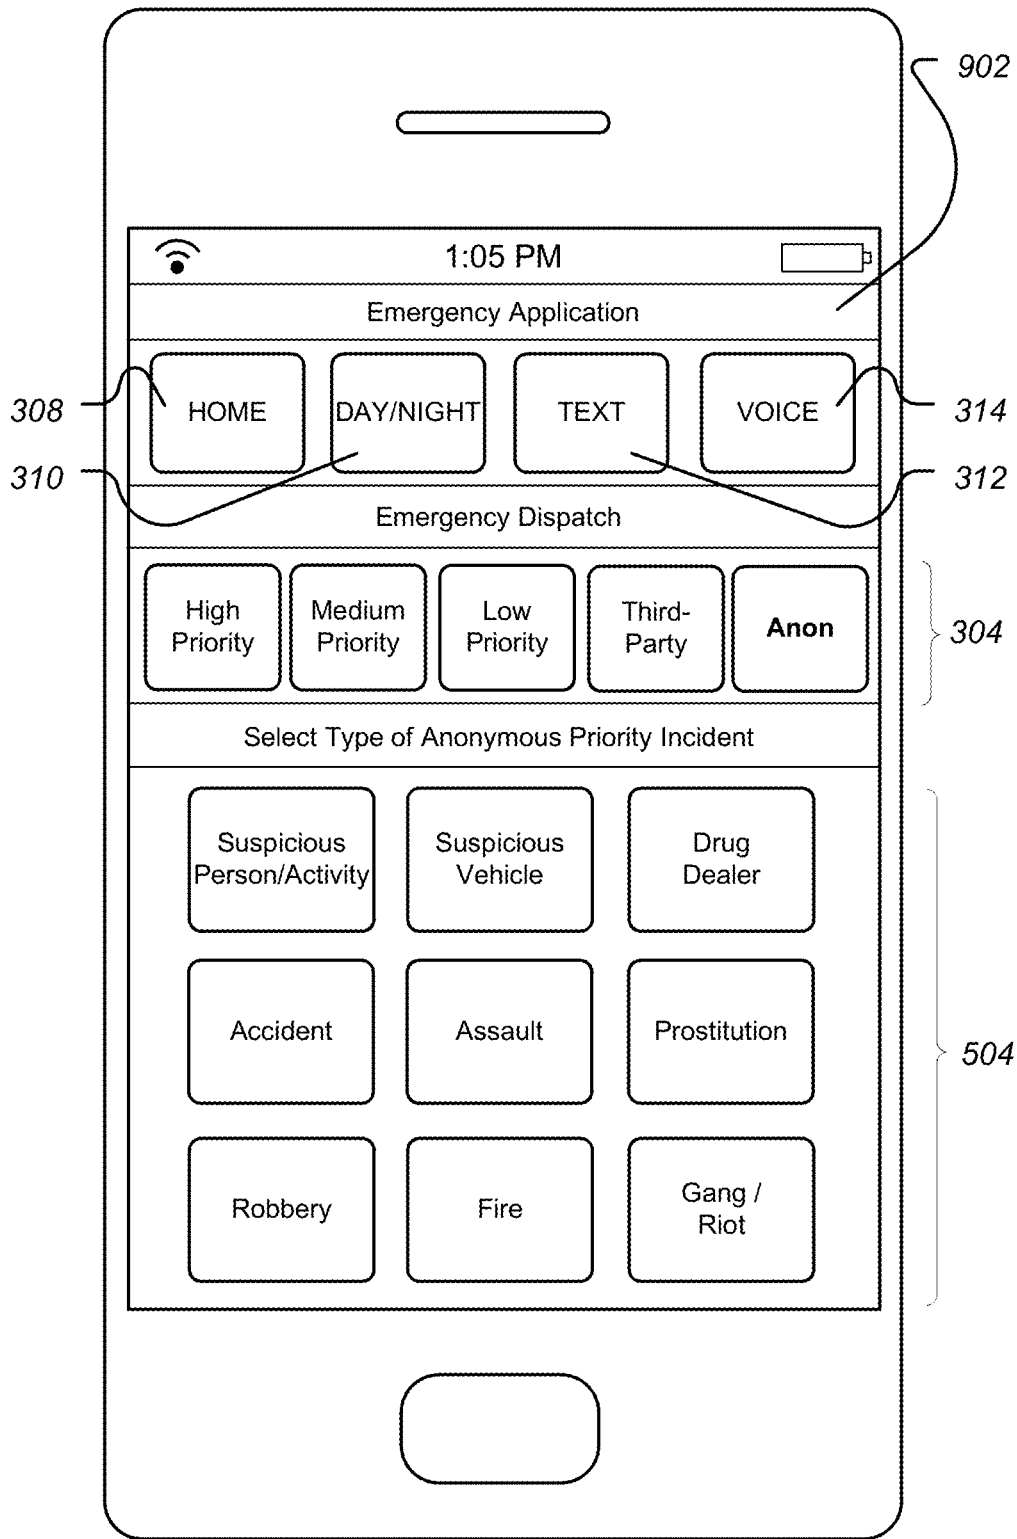 902
1:05 PM
Emergency Application
308
HOME
DAY/NIGHT
TEXT
VOICE
314
310
312
Emergency Dispatch
High
Priority
Medium
Priority
Low
Priority
Third-
Party
Anon
304
Select Type of Anonymous Priority Incident
Suspicious
Person/Activity
Suspicious
Vehicle
Drug
Dealer
Accident
Assault
Prostitution
504
Robbery
Fire
Gang /
Riot